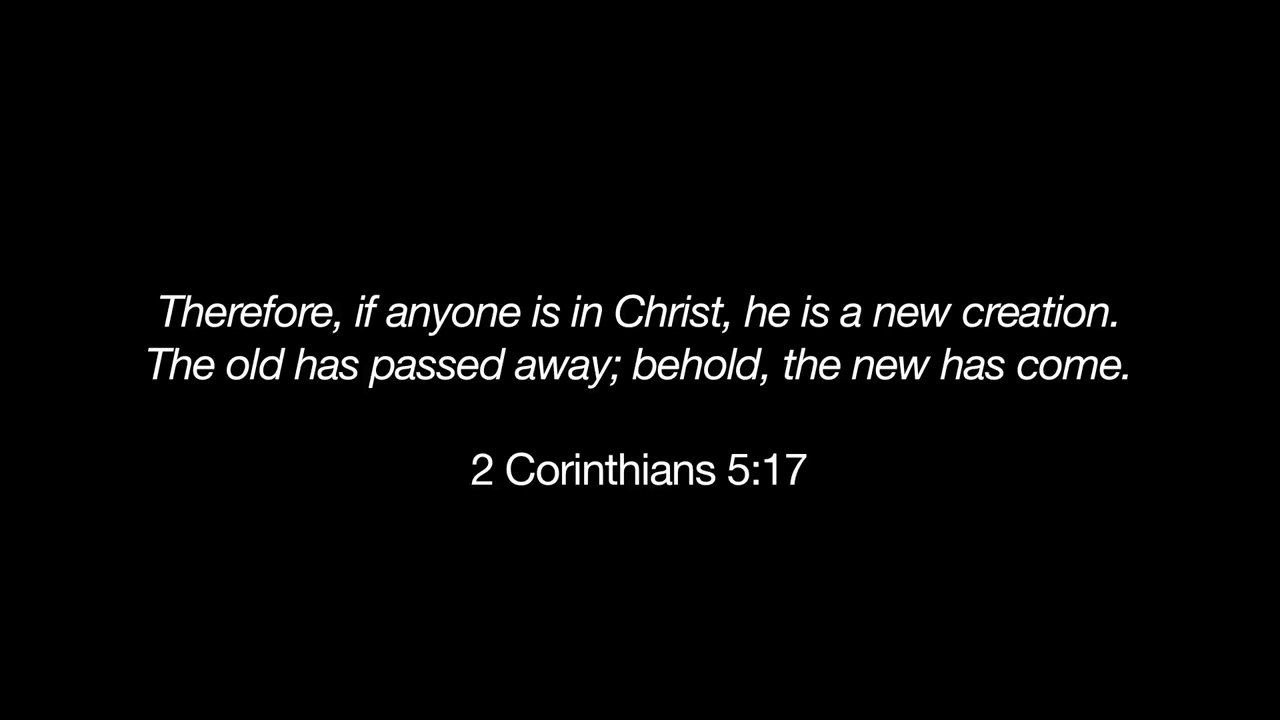 Therefore, if anyone is in Christ, he is a new creation.
The old has passed away; behold, the new has come.
2 Corinthians 5:17